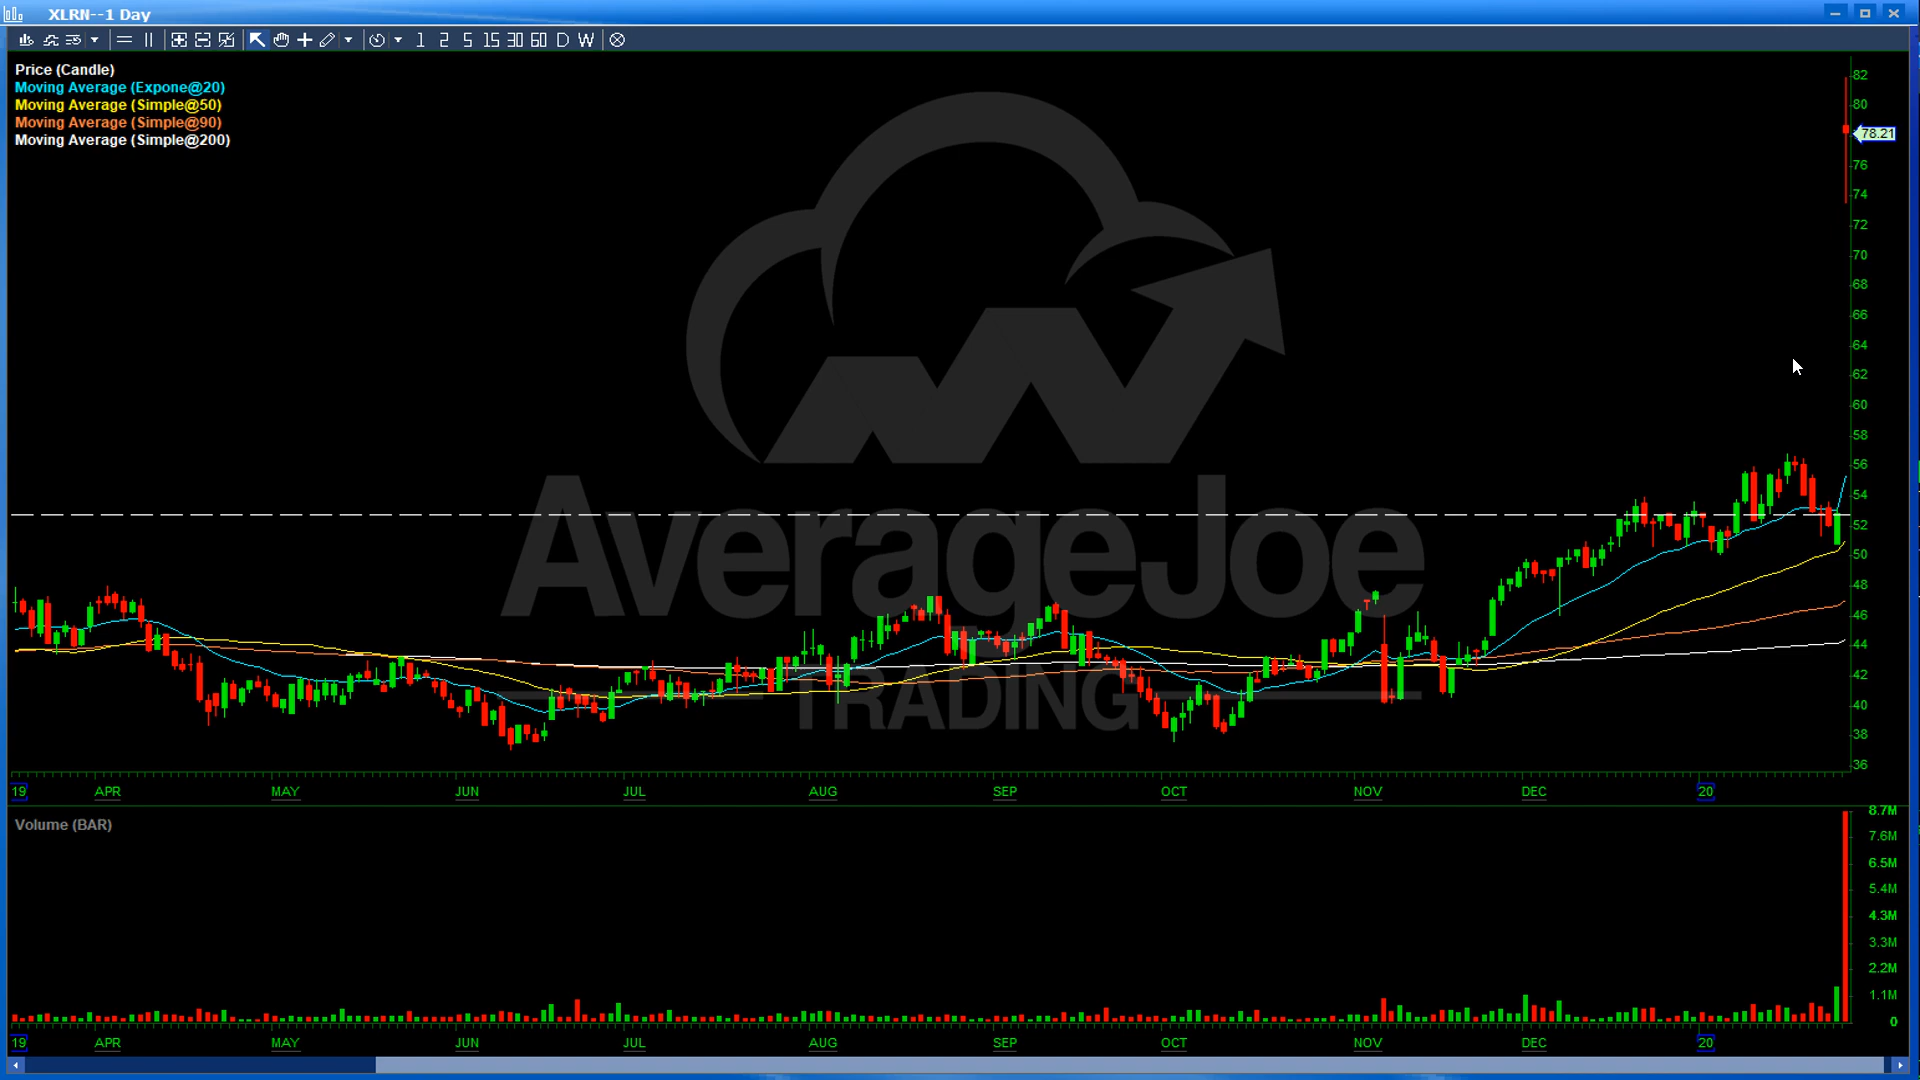 XLRN--1 Day
1 2 5 15 30 60 D W
Price (Candle)
Moving Average (Expone@20)
Moving Average (Simple@50)
Moving Average (Simple@90)
Moving Average (Simple@200)
82
80
78.21
76
74
72
70
68
66
64
62
60
58
56
54
52
50
48
46
44
42
40
38
36
AverageJoe
TRADING
19 APR MAY JUN JUL AUG SEP OCT NOV DEC 20
Volume (BAR)
8.7M
7.6M
6.5M
5.4M
4.3M
3.3M
2.2M
1.1M
0
19 APR MAY JUN JUL AUG SEP OCT NOV DEC 20